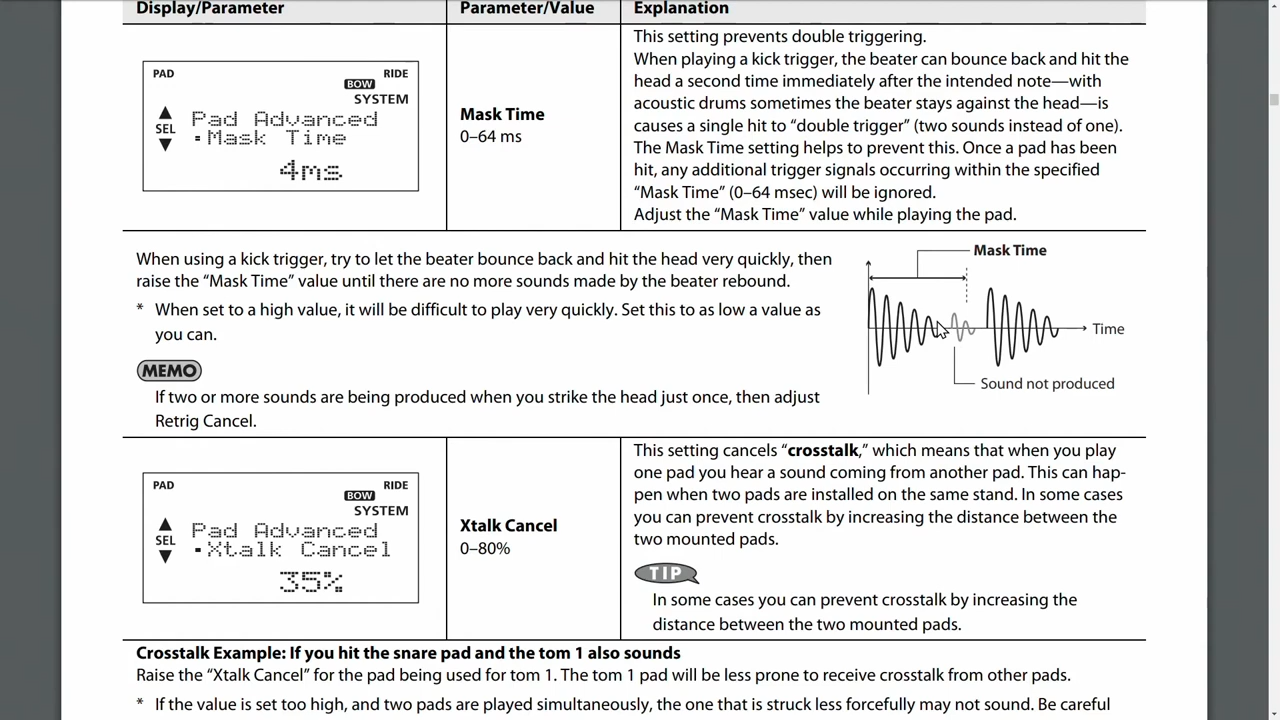 Display/Parameter Parameter/Value Explanation
PAD RIDE
BOW
SYSTEM
SEL
Pad Advanced
▪Mask Time
4ms
Mask Time
0–64 ms
This setting prevents double triggering.
When playing a kick trigger, the beater can bounce back and hit the
head a second time immediately after the intended note—with
acoustic drums sometimes the beater stays against the head—is
causes a single hit to “double trigger” (two sounds instead of one).
The Mask Time setting helps to prevent this. Once a pad has been
hit, any additional trigger signals occurring within the specified
“Mask Time” (0–64 msec) will be ignored.
Adjust the “Mask Time” value while playing the pad.
When using a kick trigger, try to let the beater bounce back and hit the head very quickly, then
raise the “Mask Time” value until there are no more sounds made by the beater rebound.
* When set to a high value, it will be difficult to play very quickly. Set this to as low a value as
you can.
MEMO
If two or more sounds are being produced when you strike the head just once, then adjust
Retrig Cancel.
Mask Time
Time
Sound not produced
PAD RIDE
BOW
SYSTEM
SEL
Pad Advanced
▪Xtalk Cancel
35%
Xtalk Cancel
0–80%
This setting cancels “crosstalk,” which means that when you play
one pad you hear a sound coming from another pad. This can hap-
pen when two pads are installed on the same stand. In some cases
you can prevent crosstalk by increasing the distance between the
two mounted pads.
TIP
In some cases you can prevent crosstalk by increasing the
distance between the two mounted pads.
Crosstalk Example: If you hit the snare pad and the tom 1 also sounds
Raise the “Xtalk Cancel” for the pad being used for tom 1. The tom 1 pad will be less prone to receive crosstalk from other pads.
* If the value is set too high, and two pads are played simultaneously, the one that is struck less forcefully may not sound. Be careful